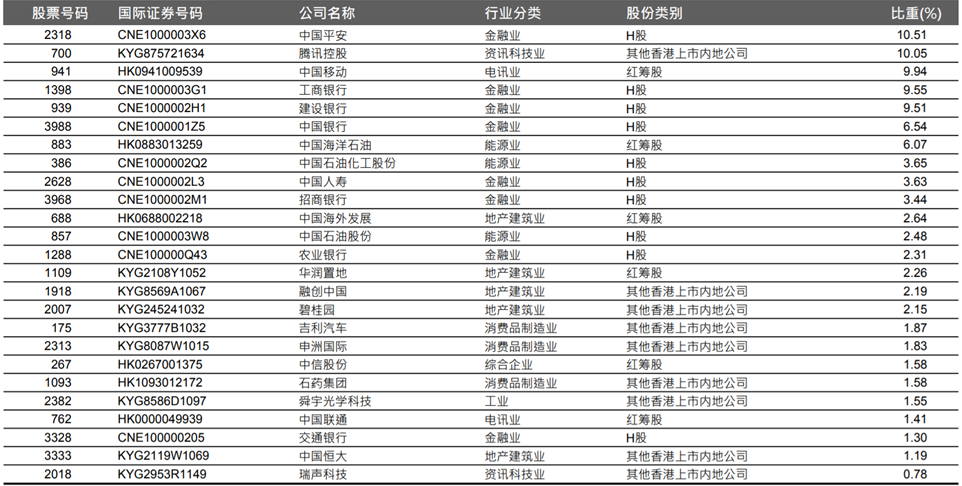 股票号码 国际证券号码 公司名称 行业分类 股份类别 比重(%)
2318 CNE1000003X6 中国平安 金融业 H股 10.51
700 KYG875721634 腾讯控股 资讯科技业 其他香港上市内地公司 10.05
941 HK0941009539 中国移动 电讯业 红筹股 9.94
1398 CNE1000003G1 工商银行 金融业 H股 9.55
939 CNE1000002H1 建设银行 金融业 H股 9.51
3988 CNE1000001Z5 中国银行 金融业 H股 6.54
883 HK0883013259 中国海洋石油 能源业 红筹股 6.07
386 CNE1000002Q2 中国石油化工股份 能源业 H股 3.65
2628 CNE1000002L3 中国人寿 金融业 H股 3.63
3968 CNE1000002M1 招商银行 金融业 H股 3.44
688 HK0688002218 中国海外发展 地产建筑业 红筹股 2.64
857 CNE1000003W8 中国石油股份 能源业 H股 2.48
1288 CNE100000Q43 农业银行 金融业 H股 2.31
1109 KYG2108Y1052 华润置地 地产建筑业 红筹股 2.26
1918 KYG8569A1067 融创中国 地产建筑业 其他香港上市内地公司 2.19
2007 KYG245241032 碧桂园 地产建筑业 其他香港上市内地公司 2.15
175 KYG3777B1032 吉利汽车 消费品制造业 其他香港上市内地公司 1.87
2313 KYG8087W1015 申洲国际 消费品制造业 其他香港上市内地公司 1.83
267 HK0267001375 中信股份 综合企业 红筹股 1.58
1093 HK1093012172 石药集团 消费品制造业 其他香港上市内地公司 1.58
2382 KYG8586D1097 舜宇光学科技 工业 其他香港上市内地公司 1.55
762 HK0000049939 中国联通 电讯业 红筹股 1.41
3328 CNE100000205 交通银行 金融业 H股 1.30
3333 KYG2119W1069 中国恒大 地产建筑业 其他香港上市内地公司 1.19
2018 KYG2953R1149 瑞声科技 资讯科技业 其他香港上市内地公司 0.78